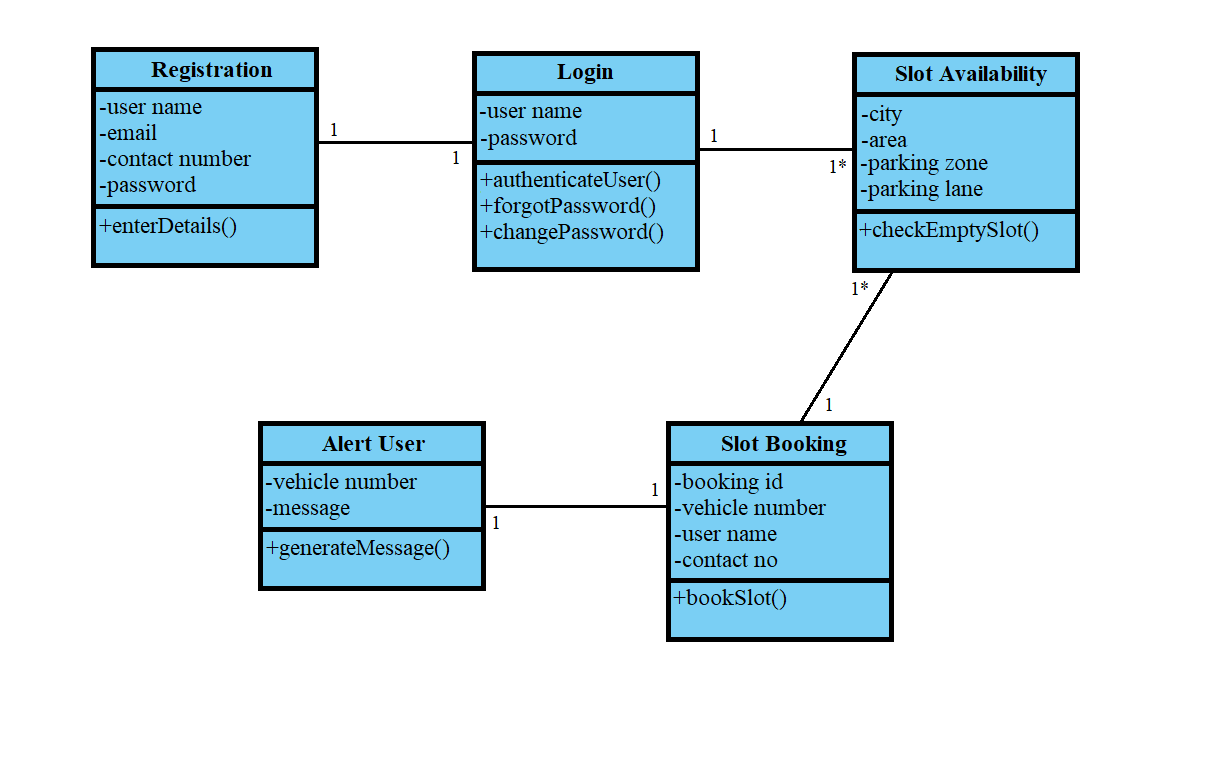 Registration
-user name
-email
-contact number
-password
+enterDetails()
1
1
Login
-user name
-password
+authenticateUser()
+forgotPassword()
+changePassword()
1
1*
Slot Availability
-city
-area
-parking zone
-parking lane
+checkEmptySlot()
1*
1
Alert User
-vehicle number
-message
+generateMessage()
1
1
Slot Booking
-booking id
-vehicle number
-user name
-contact no
+bookSlot()